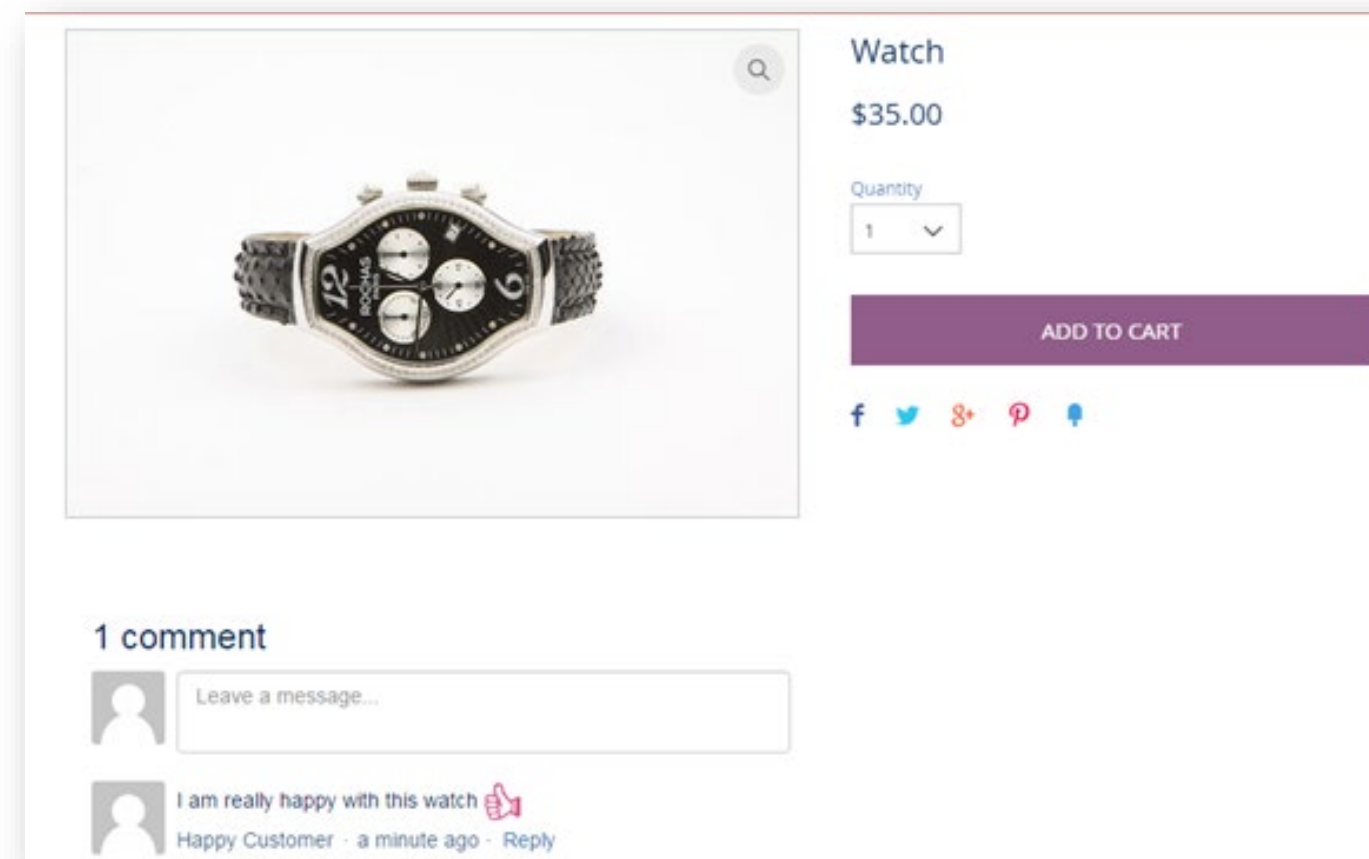 Watch
$35.00
Quantity
1
ADD TO CART
12
ROCHAS
PARIS
6
1 comment
Leave a message...
I am really happy with this watch
Happy Customer · a minute ago · Reply